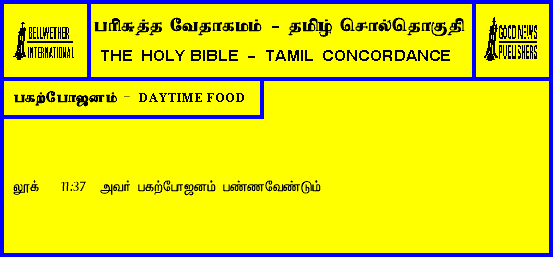 BELLWETHER
INTERNATIONAL
பரிசுத்த வேதாகமம் - தமிழ் சொல்தொகுதி
THE HOLY BIBLE - TAMIL CONCORDANCE
GOOD NEWS
PUBLISHERS
பகற்போஜனம் - DAYTIME FOOD
லூக் 11:37 அவர் பகற்போஜனம் பண்ணவேண்டும்